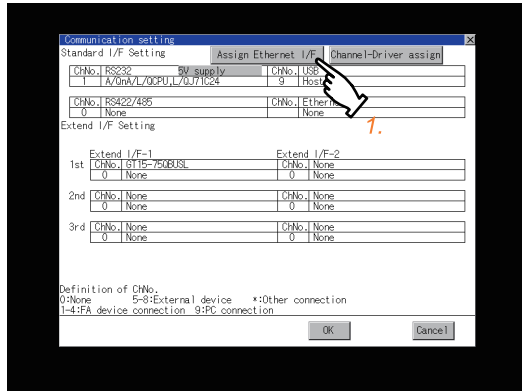 Communication setting
Standard I/F Setting Assign Ethernet I/F Channel-Driver assign
ChNo. RS232 5V supply ChNo. USB
1 A/QnA/L/QCPU,L/QJ71C24 9 Host
ChNo. RS422/485 ChNo.
0 None None
Extend I/F Setting
1.
Extend I/F-1 Extend I/F-2
1st ChNo. GT15-75QBUSL ChNo. None
0 None 0 None
2nd ChNo. None ChNo. None
0 None 0 None
3rd ChNo. None ChNo. None
0 None 0 None
Definition of ChNo.
0:None 5-8:External device *:Other connection
1-4:FA device connection 9:PC connection
OK Cancel